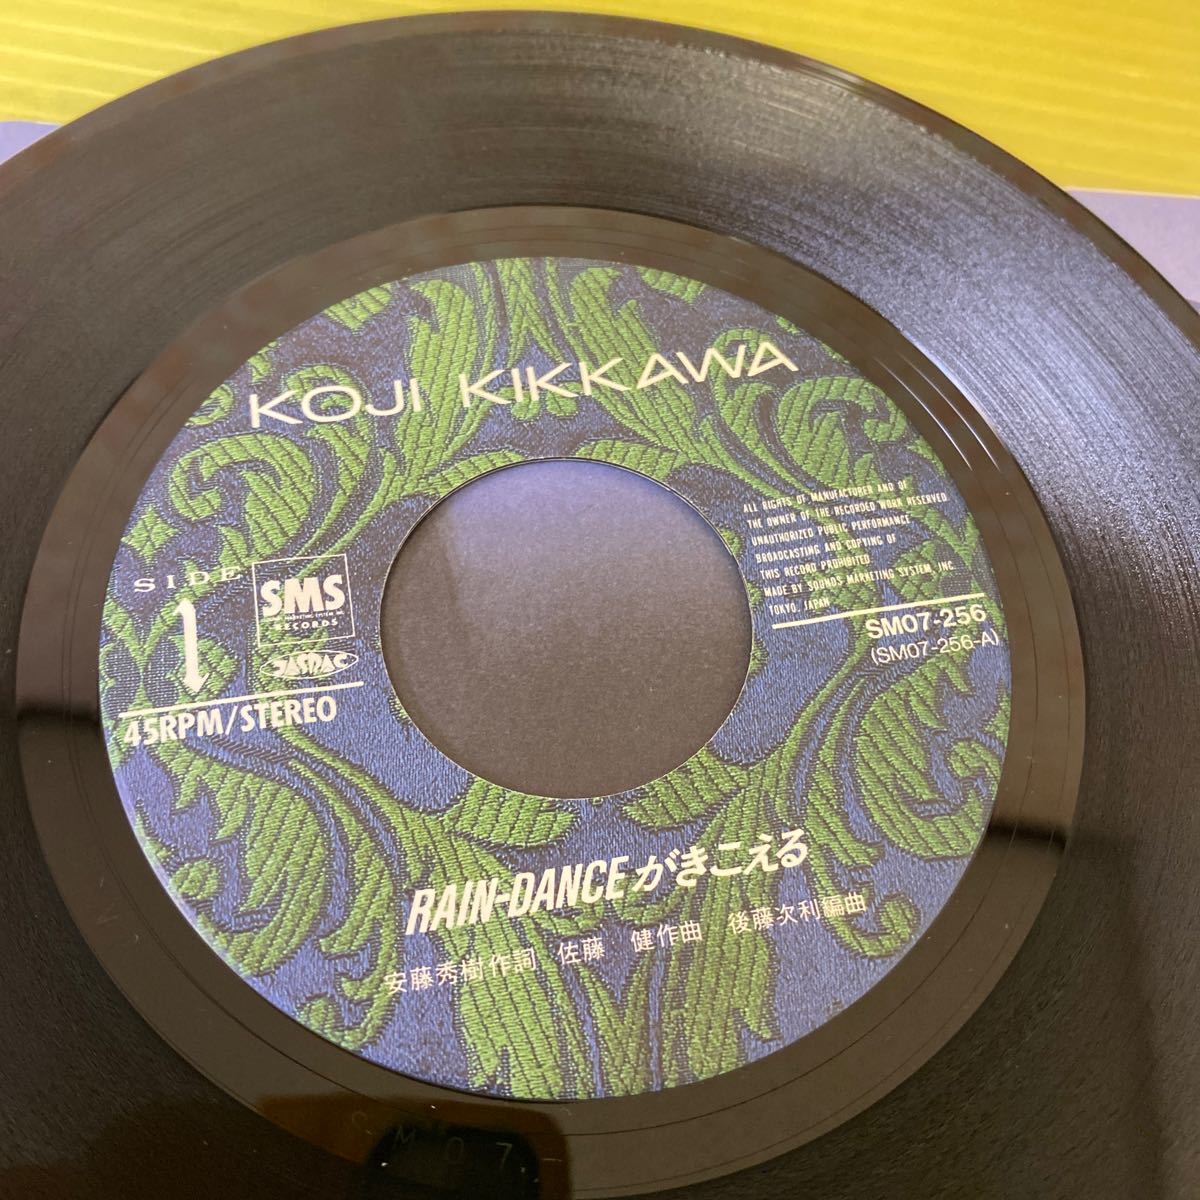 KOJI KIKKAWA
ALL RIGHTS OF MANUFACTURER AND OF
THE OWNER OF THE RECORDED WORK RESERVED
UNAUTHORIZED PUBLIC PERFORMANCE
BROADCASTING AND COPYING OF
THIS RECORD PROHIBITED
MADE BY SOUNDS MARKETING SYSTEM, INC.
TOKYO, JAPAN
SM07-256
(SM07-256-A)
SIDE
1
SMS
RECORDS
JASRAC
45RPM/STEREO
RAIN-DANCEがきこえる
安藤秀樹作詞 佐藤 健作曲 後藤次利編曲